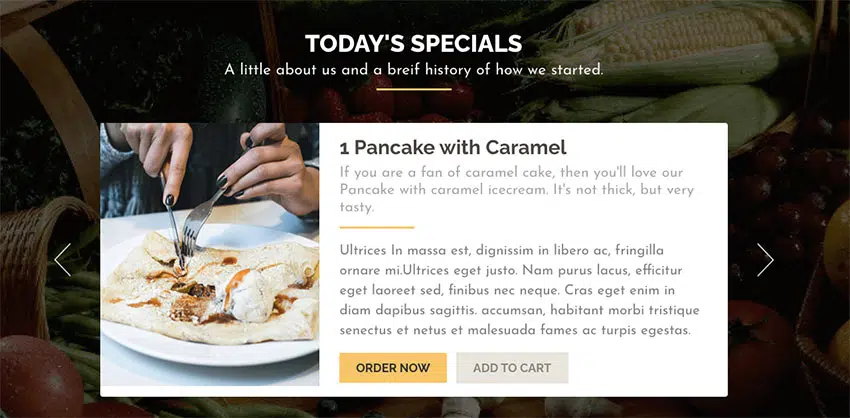 TODAY'S SPECIALS
A little about us and a breif history of how we started.
1 Pancake with Caramel
If you are a fan of caramel cake, then you'll love our
Pancake with caramel icecream. It's not thick, but very
tasty.
Ultrices In massa est, dignissim in libero ac, fringilla
ornare mi.Ultrices eget justo. Nam purus lacus, efficitur
eget laoreet sed, finibus nec neque. Cras eget enim in
diam dapibus sagittis. accumsan, habitant morbi tristique
senectus et netus et malesuada fames ac turpis egestas.
ORDER NOW
ADD TO CART